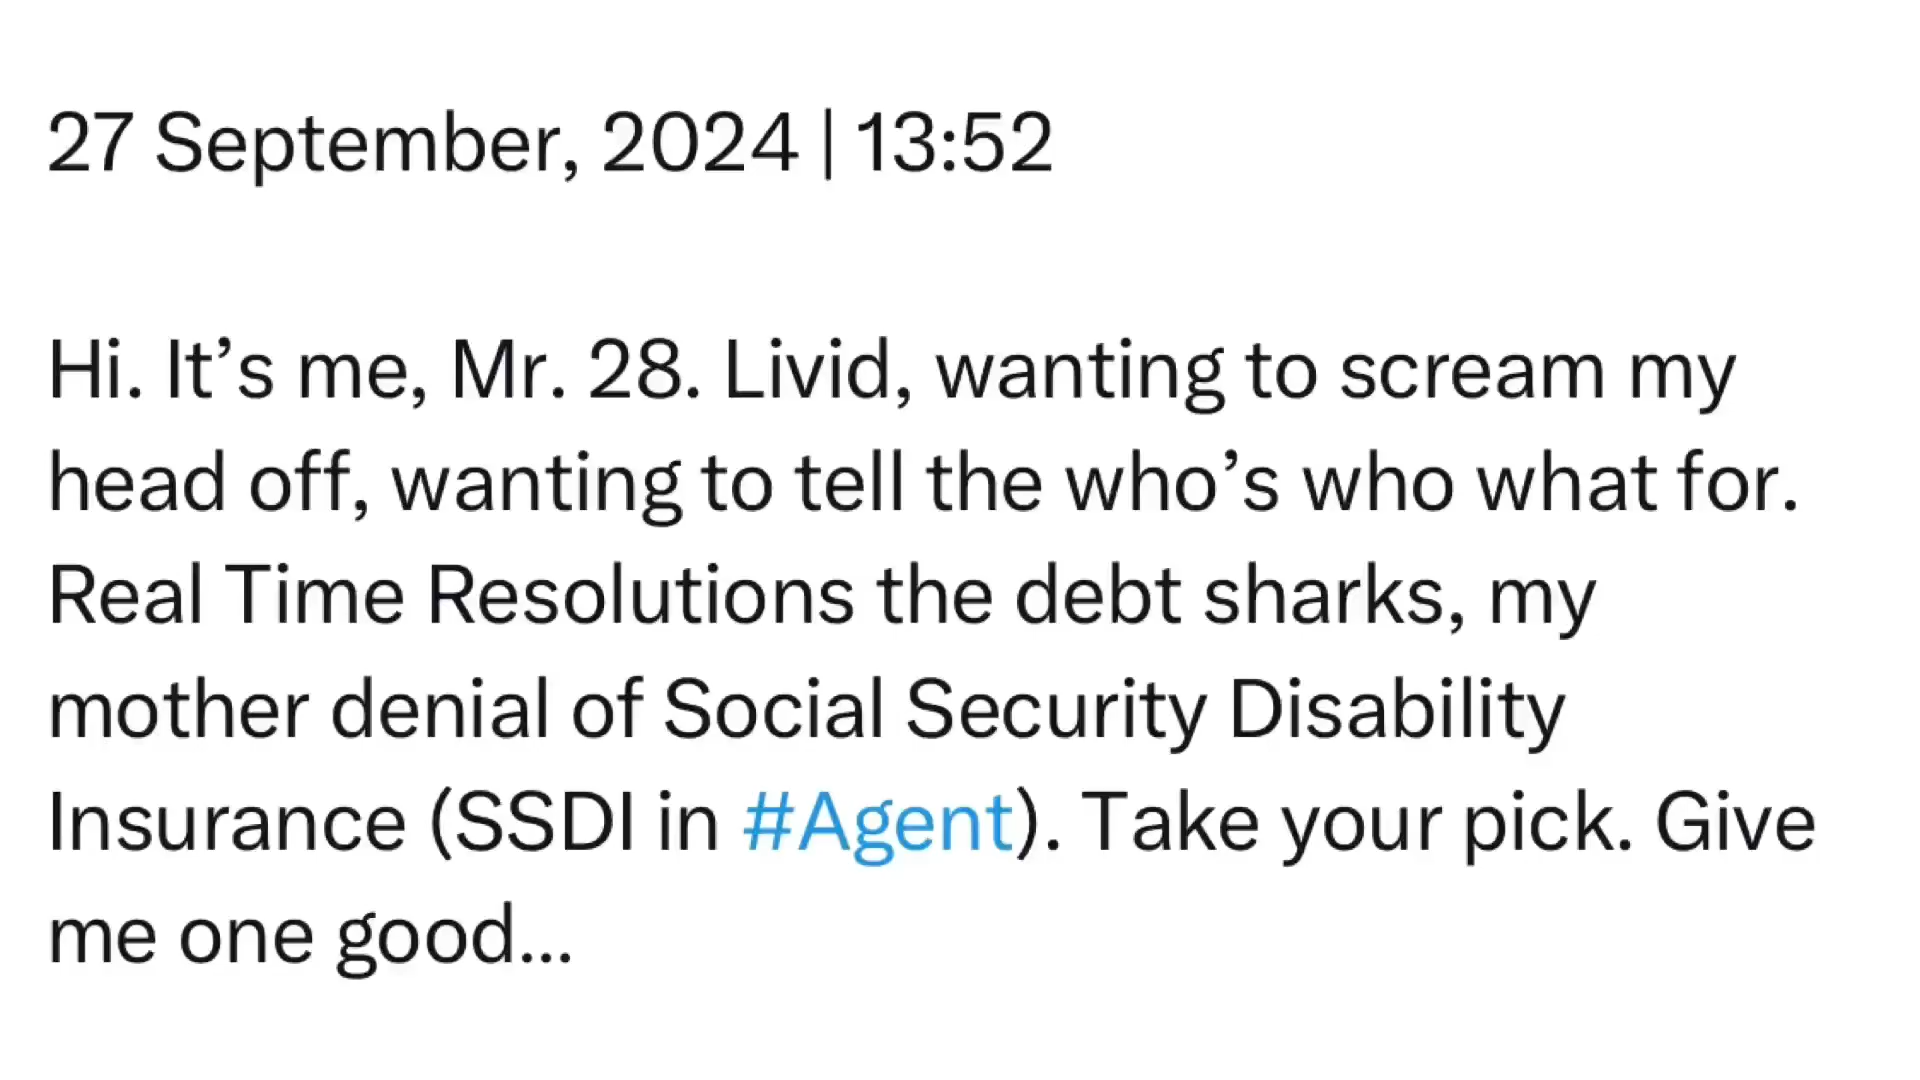 27 September, 2024 | 13:52
Hi. It’s me, Mr. 28. Livid, wanting to scream my
head off, wanting to tell the who’s who what for.
Real Time Resolutions the debt sharks, my
mother denial of Social Security Disability
Insurance (SSDI in #Agent). Take your pick. Give
me one good...